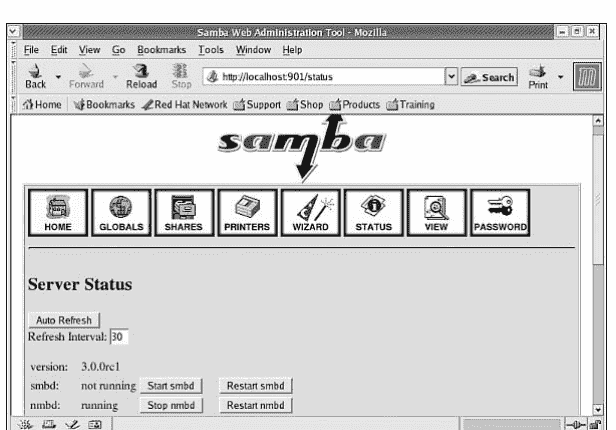 Samba Web Administration Tool - Mozilla
File Edit View Go Bookmarks Tools Window Help
Back Forward Reload Stop http://localhost:901/status Search Print
Home Bookmarks Red Hat Network Support Shop Products Training
samba
HOME GLOBALS SHARES PRINTERS WIZARD STATUS VIEW PASSWORD
Server Status
Auto Refresh
Refresh Interval: 30
version: 3.0.0rc1
smbd: not running Start smbd Restart smbd
nmbd: running Stop nmbd Restart nmbd